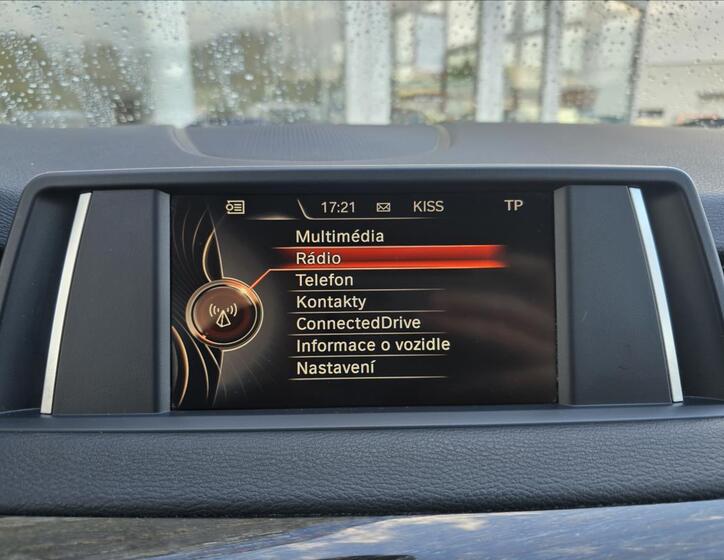 17:21 KISS TP
Multimédia
Rádio
Telefon
Kontakty
ConnectedDrive
Informace o vozidle
Nastavení